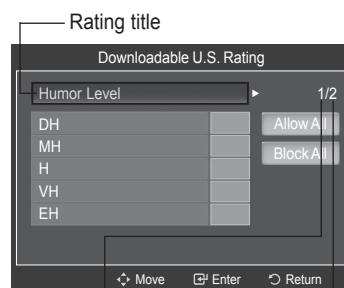 Rating title
Downloadable U.S. Rating
Humor Level ► 1/2
DH
Allow All
MH
Block All
H
VH
EH
Move Enter Return